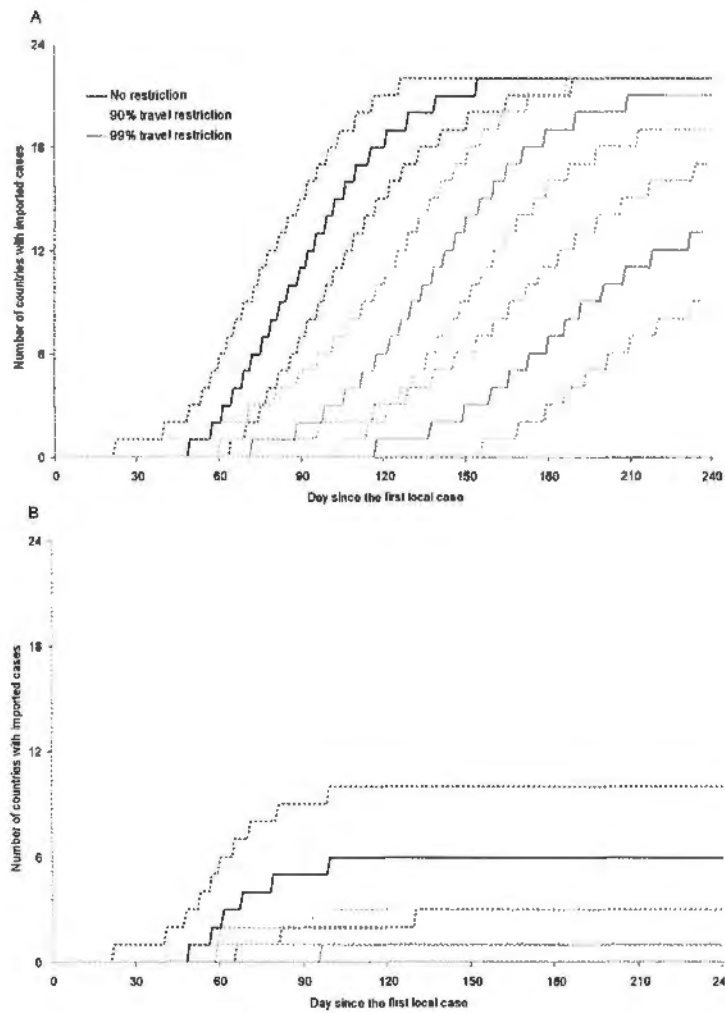 A
24
18
12
6
0
Number of countries with imported cases
No restriction
90% travel restriction
99% travel restriction
0 30 60 90 120 150 180 210 240
Day since the first local case
B
24
18
12
6
0
Number of countries with imported cases
0 30 60 90 120 150 180 210 240
Day since the first local case